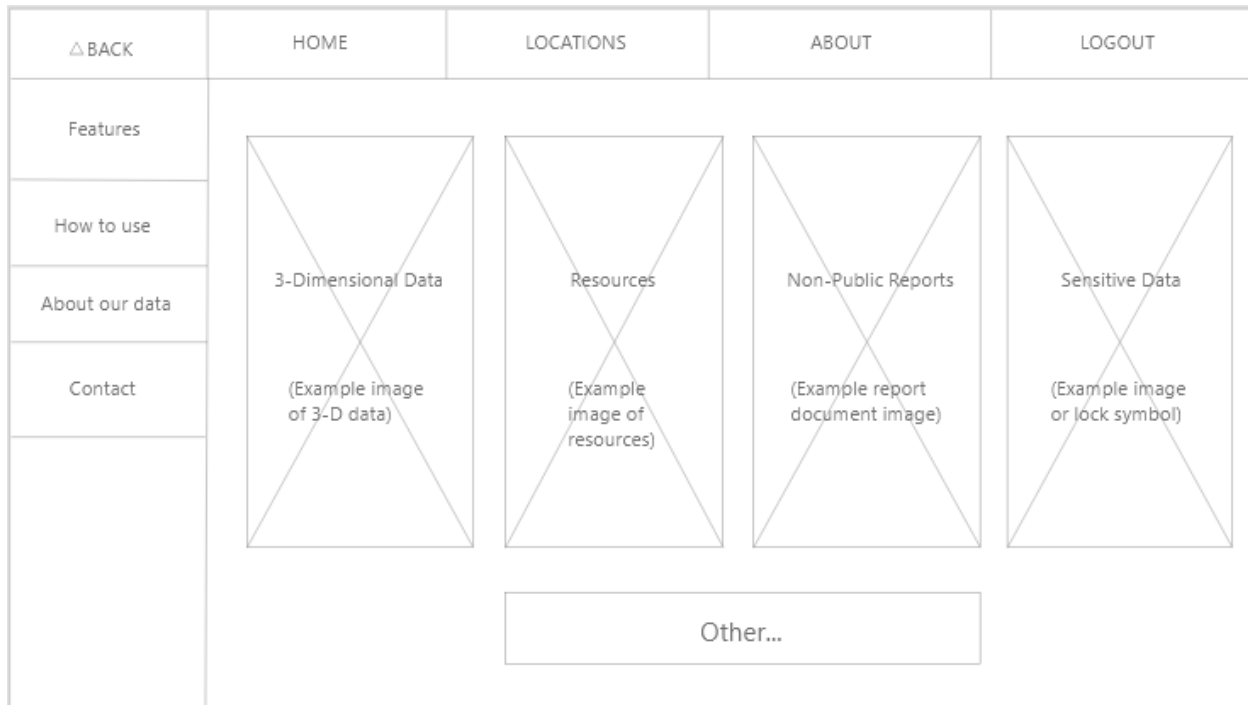 △ BACK
HOME
LOCATIONS
ABOUT
LOGOUT
Features
How to use
About our data
Contact
3-Dimensional Data
(Example image
of 3-D data)
Resources
(Example
image of
resources)
Non-Public Reports
(Example report
document image)
Sensitive Data
(Example image
or lock symbol)
Other...